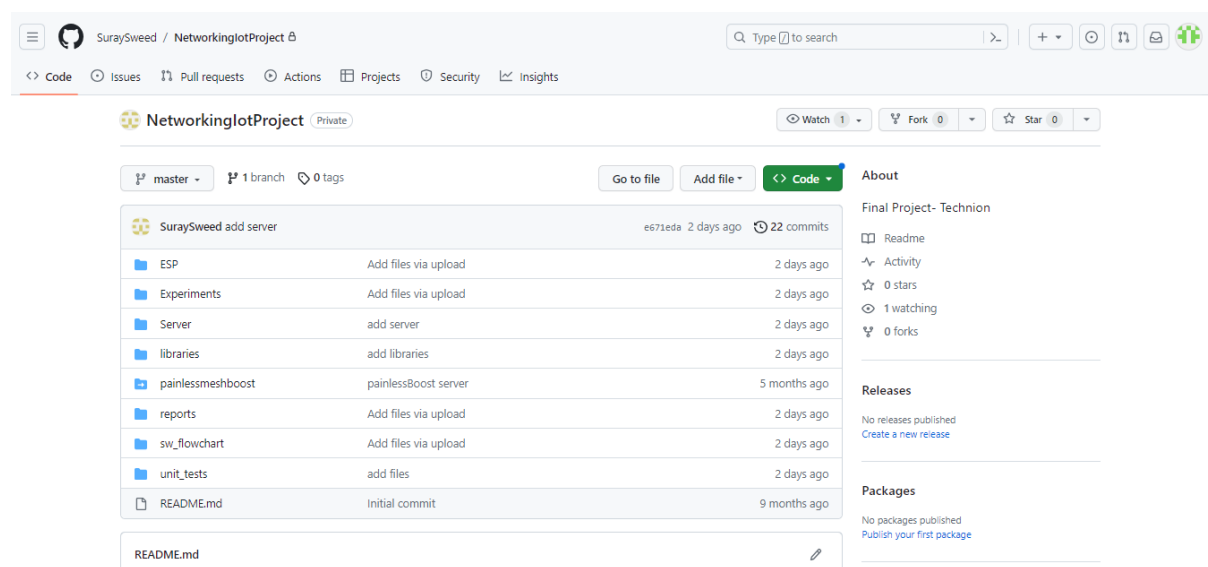 SuraySweed / NetworkingIotProject
Type / to search
Code Issues Pull requests Actions Projects Security Insights
NetworkingIotProject Private
Watch 1 Fork 0 Star 0
master 1 branch 0 tags
Go to file Add file Code
SuraySweed add server e671eda 2 days ago 22 commits
ESP Add files via upload 2 days ago
Experiments Add files via upload 2 days ago
Server add server 2 days ago
libraries add libraries 2 days ago
painlessmeshboost painlessBoost server 5 months ago
reports Add files via upload 2 days ago
sw_flowchart Add files via upload 2 days ago
unit_tests add files 2 days ago
README.md Initial commit 9 months ago
README.md
About
Final Project- Technion
Readme
Activity
0 stars
1 watching
0 forks
Releases
No releases published
Create a new release
Packages
No packages published
Publish your first package